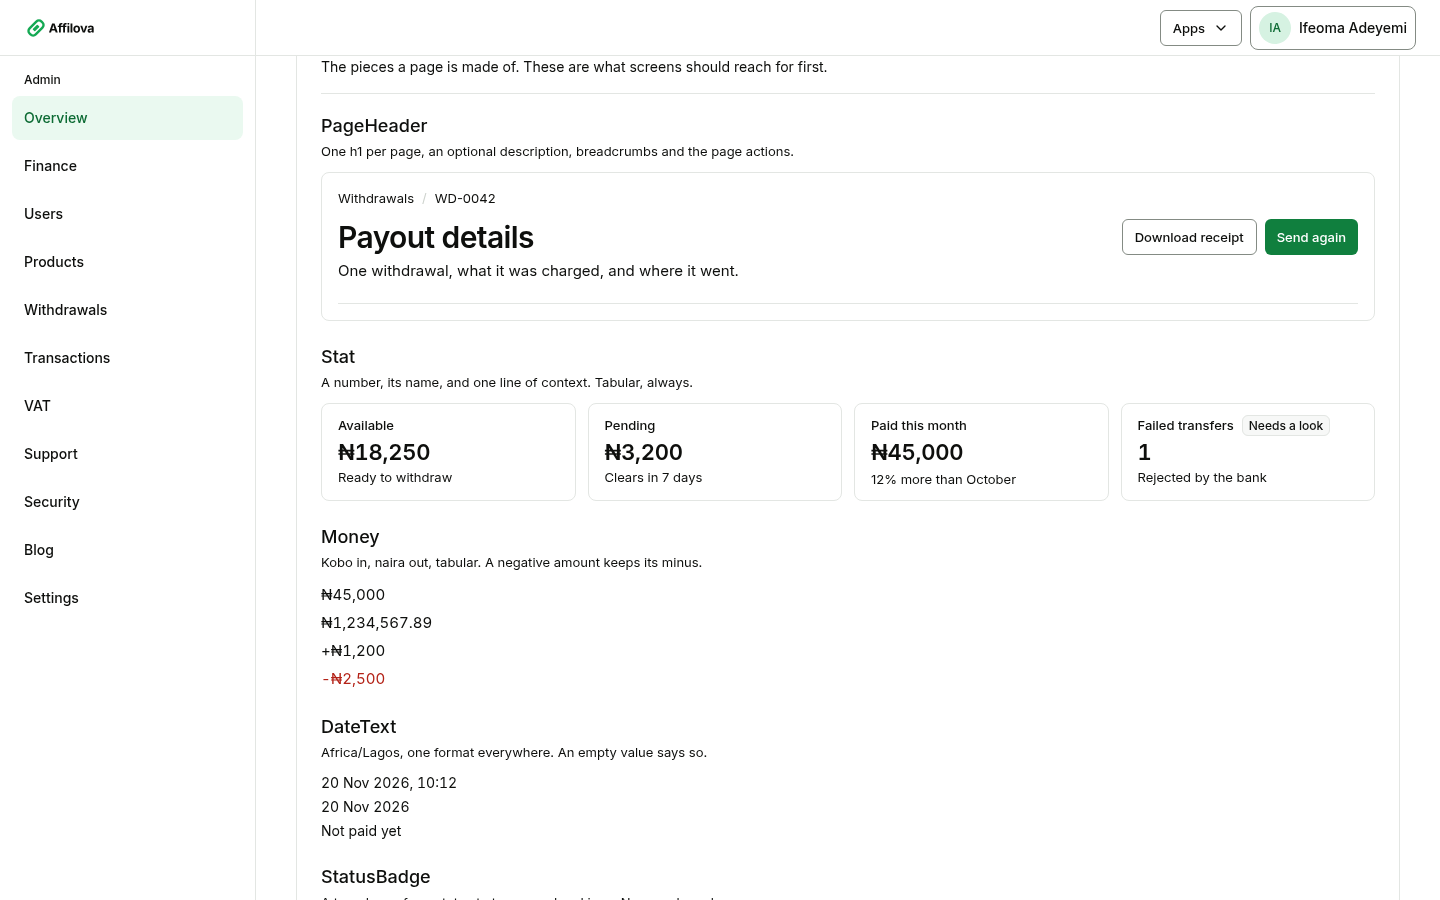 Affilova
Apps
IA
Ifeoma Adeyemi
Admin
Overview
Finance
Users
Products
Withdrawals
Transactions
VAT
Support
Security
Blog
Settings
The pieces a page is made of. These are what screens should reach for first.
PageHeader
One h1 per page, an optional description, breadcrumbs and the page actions.
Withdrawals / WD-0042
Payout details
Download receipt
Send again
One withdrawal, what it was charged, and where it went.
Stat
A number, its name, and one line of context. Tabular, always.
Available
₦18,250
Ready to withdraw
Pending
₦3,200
Clears in 7 days
Paid this month
₦45,000
12% more than October
Failed transfers Needs a look
1
Rejected by the bank
Money
Kobo in, naira out, tabular. A negative amount keeps its minus.
₦45,000
₦1,234,567.89
+₦1,200
-₦2,500
DateText
Africa/Lagos, one format everywhere. An empty value says so.
20 Nov 2026, 10:12
20 Nov 2026
Not paid yet
StatusBadge